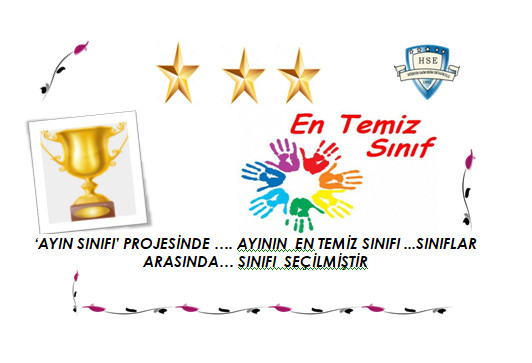 HSE
En Temiz
Sınıf
‘AYIN SINIFI’ PROJESİNDE …. AYININ EN TEMİZ SINIFI ...SINIFLAR
ARASINDA… SINIFI SEÇİLMİŞTİR